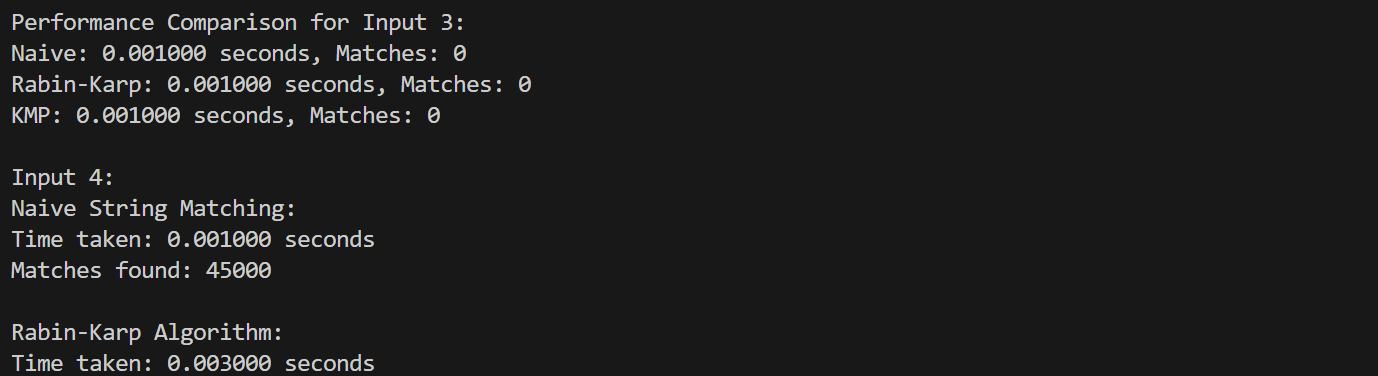 Performance Comparison for Input 3:
Naive: 0.001000 seconds, Matches: 0
Rabin-Karp: 0.001000 seconds, Matches: 0
KMP: 0.001000 seconds, Matches: 0
Input 4:
Naive String Matching:
Time taken: 0.001000 seconds
Matches found: 45000
Rabin-Karp Algorithm:
Time taken: 0.003000 seconds